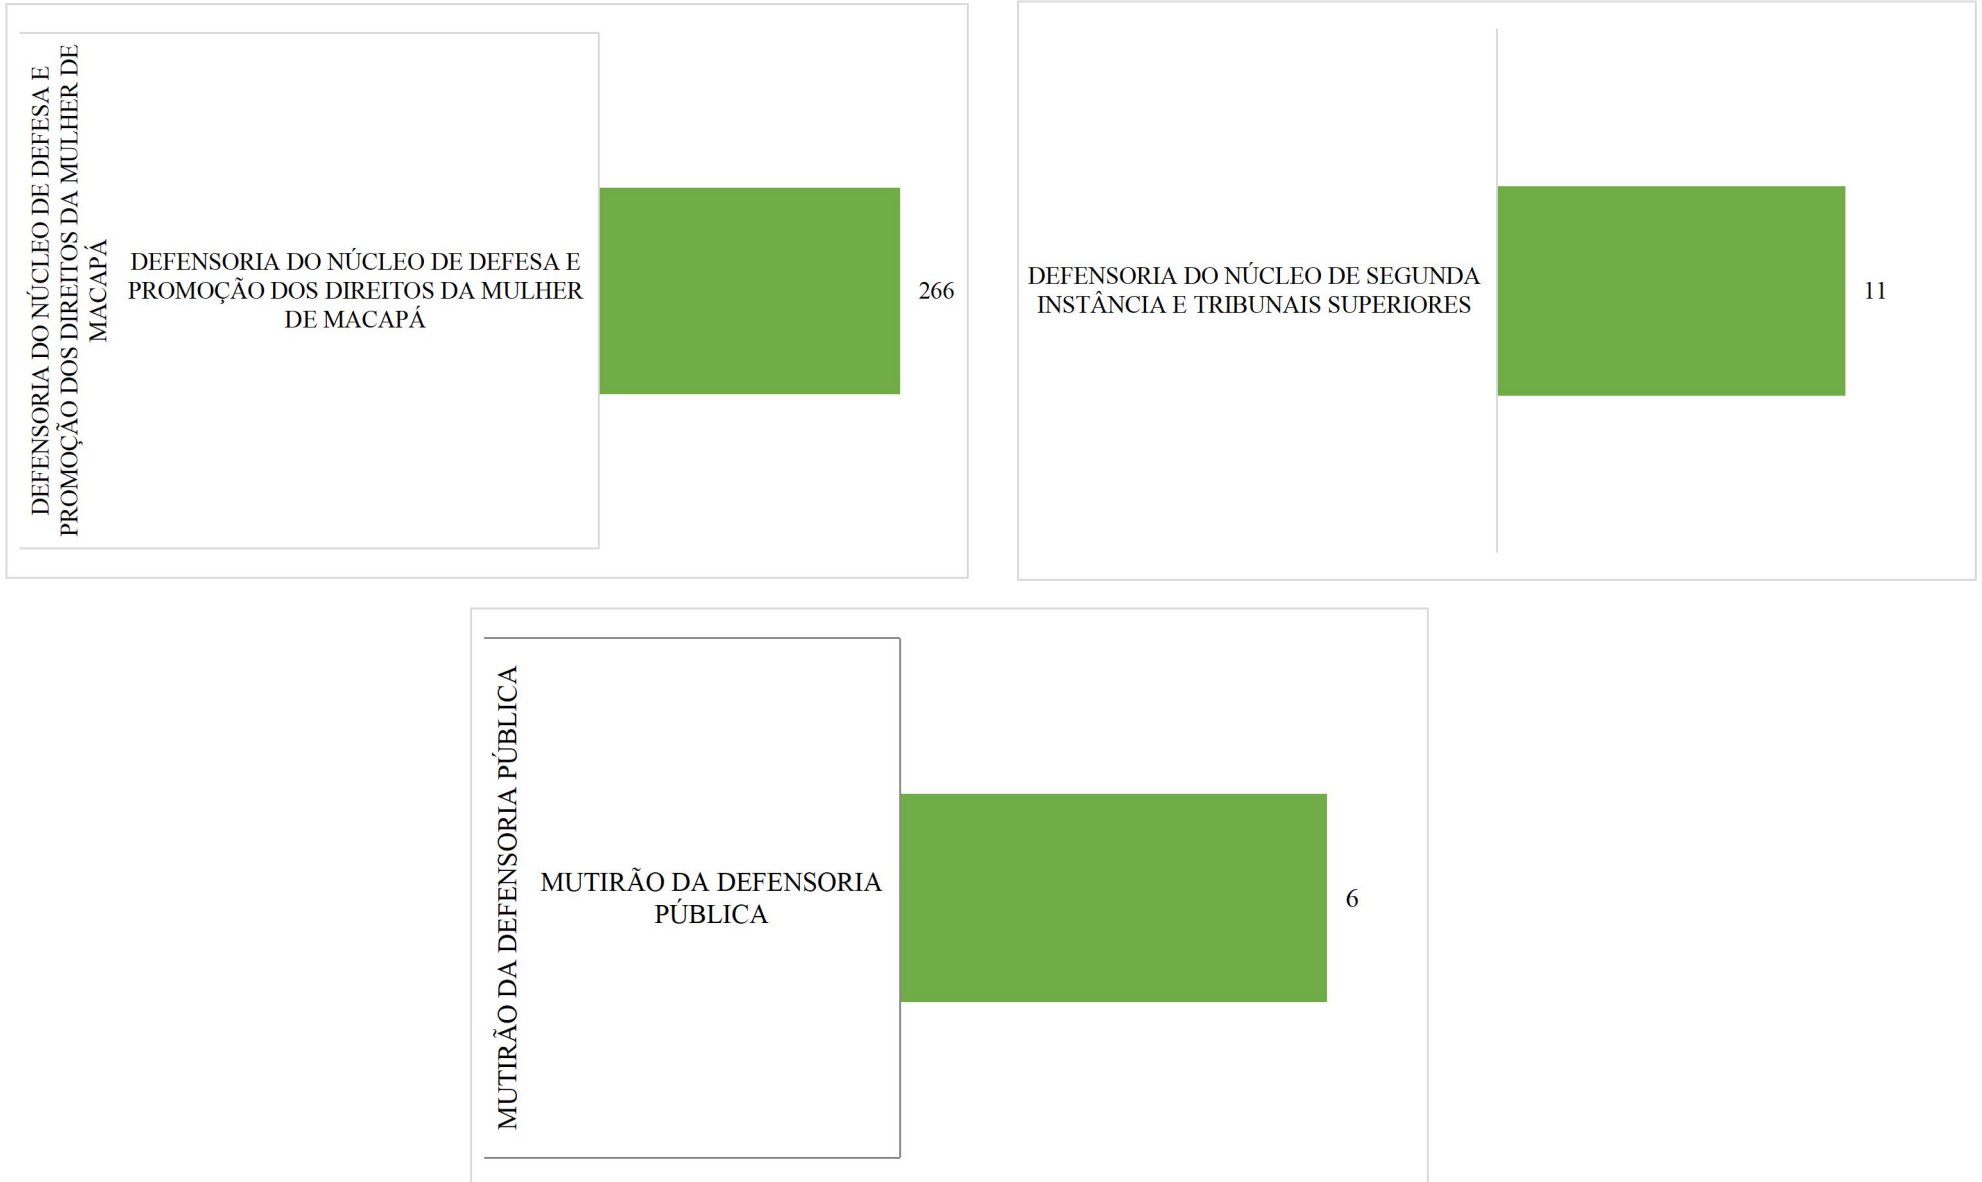 DEFENSORIA DO NÚCLEO DE DEFESA E
PROMOÇÃO DOS DIREITOS DA MULHER DE
MACAPÁ
DEFENSORIA DO NÚCLEO DE DEFESA E
PROMOÇÃO DOS DIREITOS DA MULHER
DE MACAPÁ
266
DEFENSORIA DO NÚCLEO DE SEGUNDA
INSTÂNCIA E TRIBUNAIS SUPERIORES
11
MUTIRÃO DA DEFENSORIA PÚBLICA
MUTIRÃO DA DEFENSORIA
PÚBLICA
6